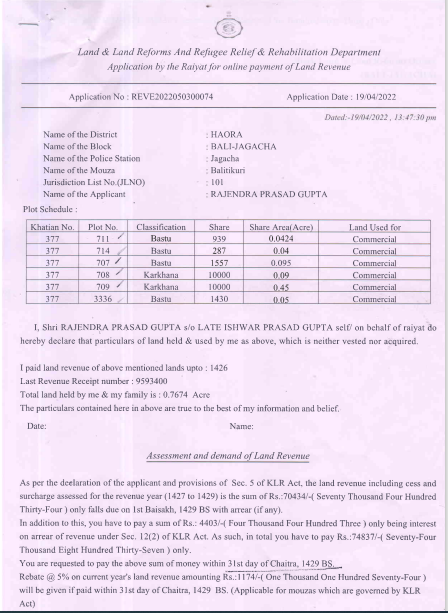 Land & Land Reforms And Refugee Relief & Rehabilitation Department
Application by the Raiyat for online payment of Land Revenue
Application No : REVE2022050300074 Application Date : 19/04/2022
Dated:-19/04/2022 , 13:47:30 pm
Name of the District : HAORA
Name of the Block : BALI-JAGACHA
Name of the Police Station : Jagacha
Name of the Mouza : Balitikuri
Jurisdiction List No.(JLNO) : 101
Name of the Applicant : RAJENDRA PRASAD GUPTA
Plot Schedule :
Khatian No. Plot No. Classification Share Share Area(Acre) Land Used for
377 711 Bastu 939 0.0424 Commercial
377 714 Bastu 287 0.04 Commercial
377 707 Bastu 1557 0.095 Commercial
377 708 Karkhana 10000 0.09 Commercial
377 709 Karkhana 10000 0.45 Commercial
377 3336 Bastu 1430 0.05 Commercial
I, Shri RAJENDRA PRASAD GUPTA s/o LATE ISHWAR PRASAD GUPTA self/ on behalf of raiyat do
hereby declare that particulars of land held & used by me as above, which is neither vested nor acquired.
I paid land revenue of above mentioned lands upto : 1426
Last Revenue Receipt number : 9593400
Total land held by me & my family is : 0.7674 Acre
The particulars contained here in above are true to the best of my information and belief.
Date: Name:
Assessment and demand of Land Revenue
As per the declaration of the applicant and provisions of Sec. 5 of KLR Act, the land revenue including cess and
surcharge assessed for the revenue year (1427 to 1429) is the sum of Rs.:70434/-( Seventy Thousand Four Hundred
Thirty-Four ) only falls due on 1st Baisakh, 1429 BS with arrear (if any).
In addition to this, you have to pay a sum of Rs.: 4403/-( Four Thousand Four Hundred Three ) only being interest
on arrear of revenue under Sec. 12(2) of KLR Act. As such, in total you have to pay Rs.:74837/-( Seventy-Four
Thousand Eight Hundred Thirty-Seven ) only.
You are requested to pay the above sum of money within 31st day of Chaitra, 1429 BS.
Rebate @ 5% on current year's land revenue amounting Rs.:1174/-( One Thousand One Hundred Seventy-Four )
will be given if paid within 31st day of Chaitra, 1429 BS. (Applicable for mouzas which are governed by KLR
Act)